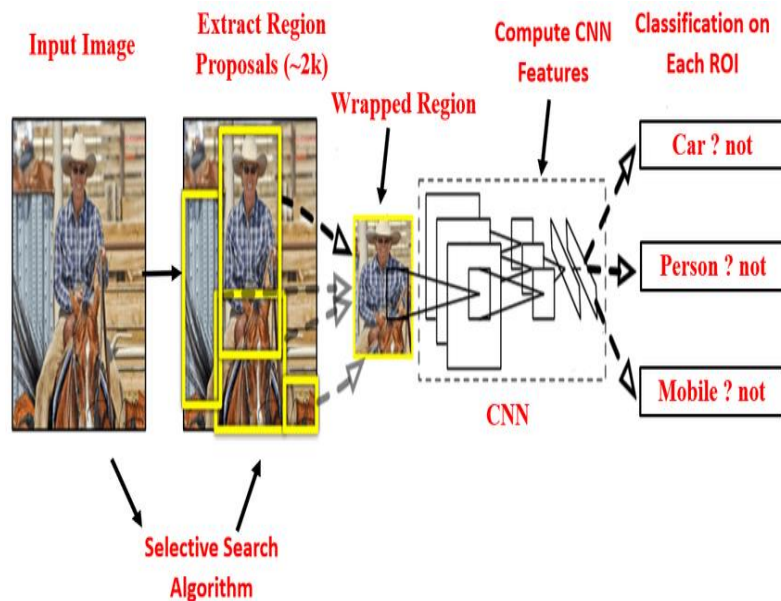 Input Image
Extract Region
Proposals (~2k)
Wrapped Region
Compute CNN
Features
Classification on
Each ROI
Car ? not
Person ? not
Mobile ? not
CNN
Selective Search
Algorithm